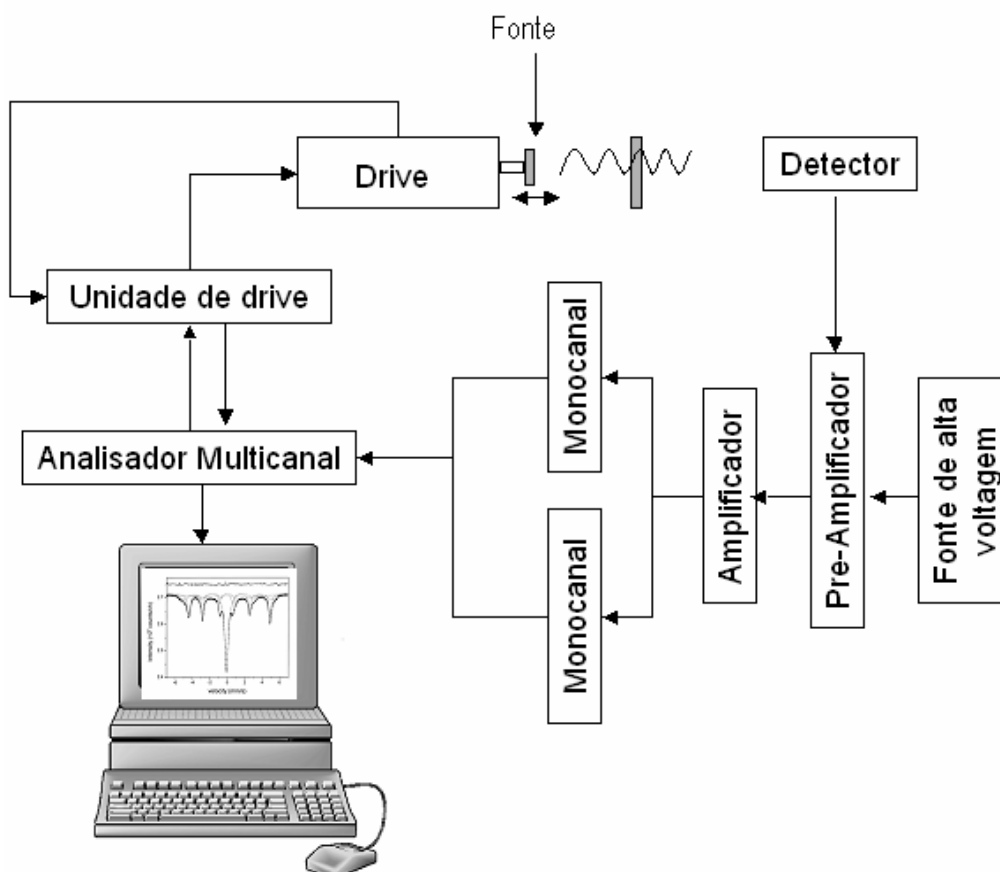 Fonte
Drive
Detector
Unidade de drive
Monocanal
Amplificador
Pre-Amplificador
Fonte de alta
voltagem
Analisador Multicanal
Monocanal